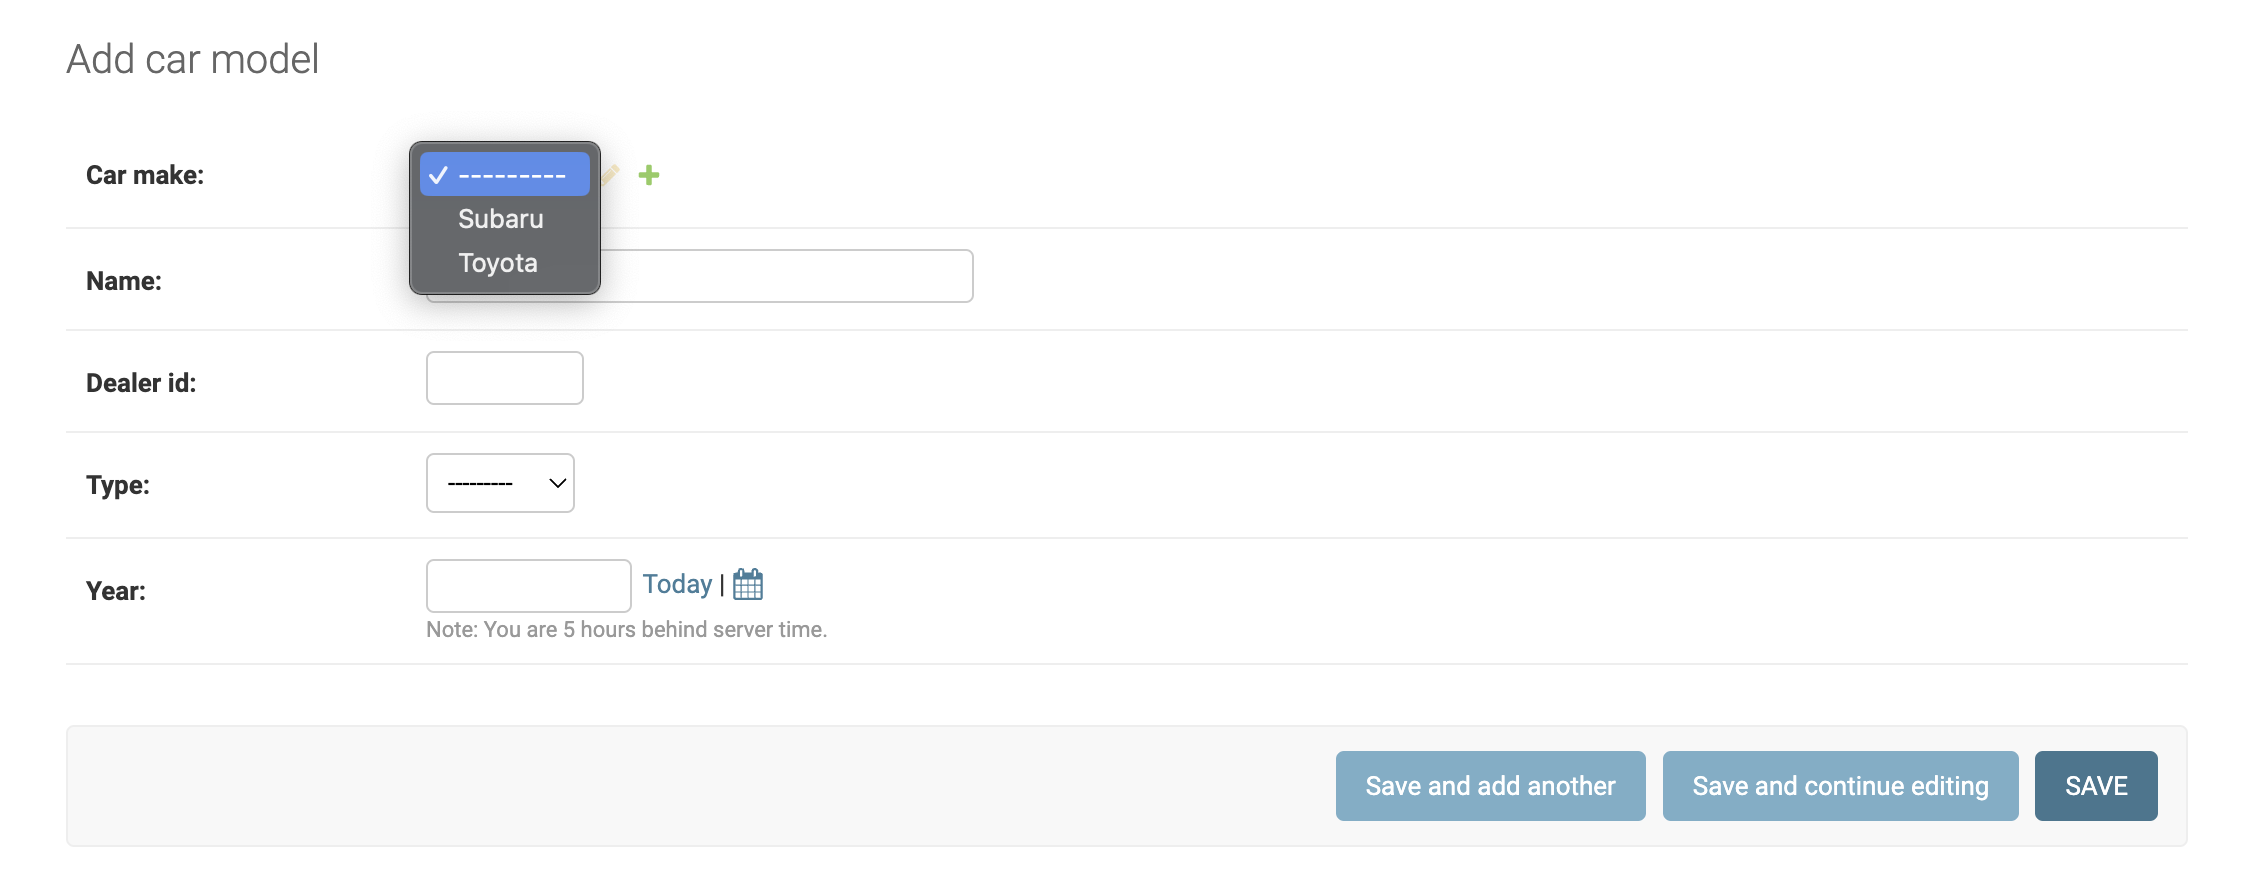 Add car model
Car make:
---------
Subaru
Toyota
Name:
Dealer id:
Type:
---------
Year:
Today |
Note: You are 5 hours behind server time.
Save and add another
Save and continue editing
SAVE